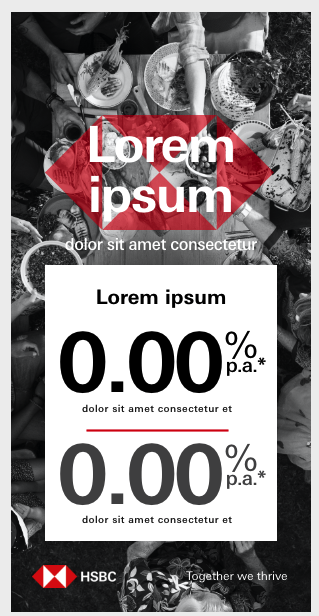 Lorem
ipsum
dolor sit amet consectetur
Lorem ipsum
0.00% p.a.*
dolor sit amet consectetur et
0.00% p.a.*
dolor sit amet consectetur et
HSBC Together we thrive